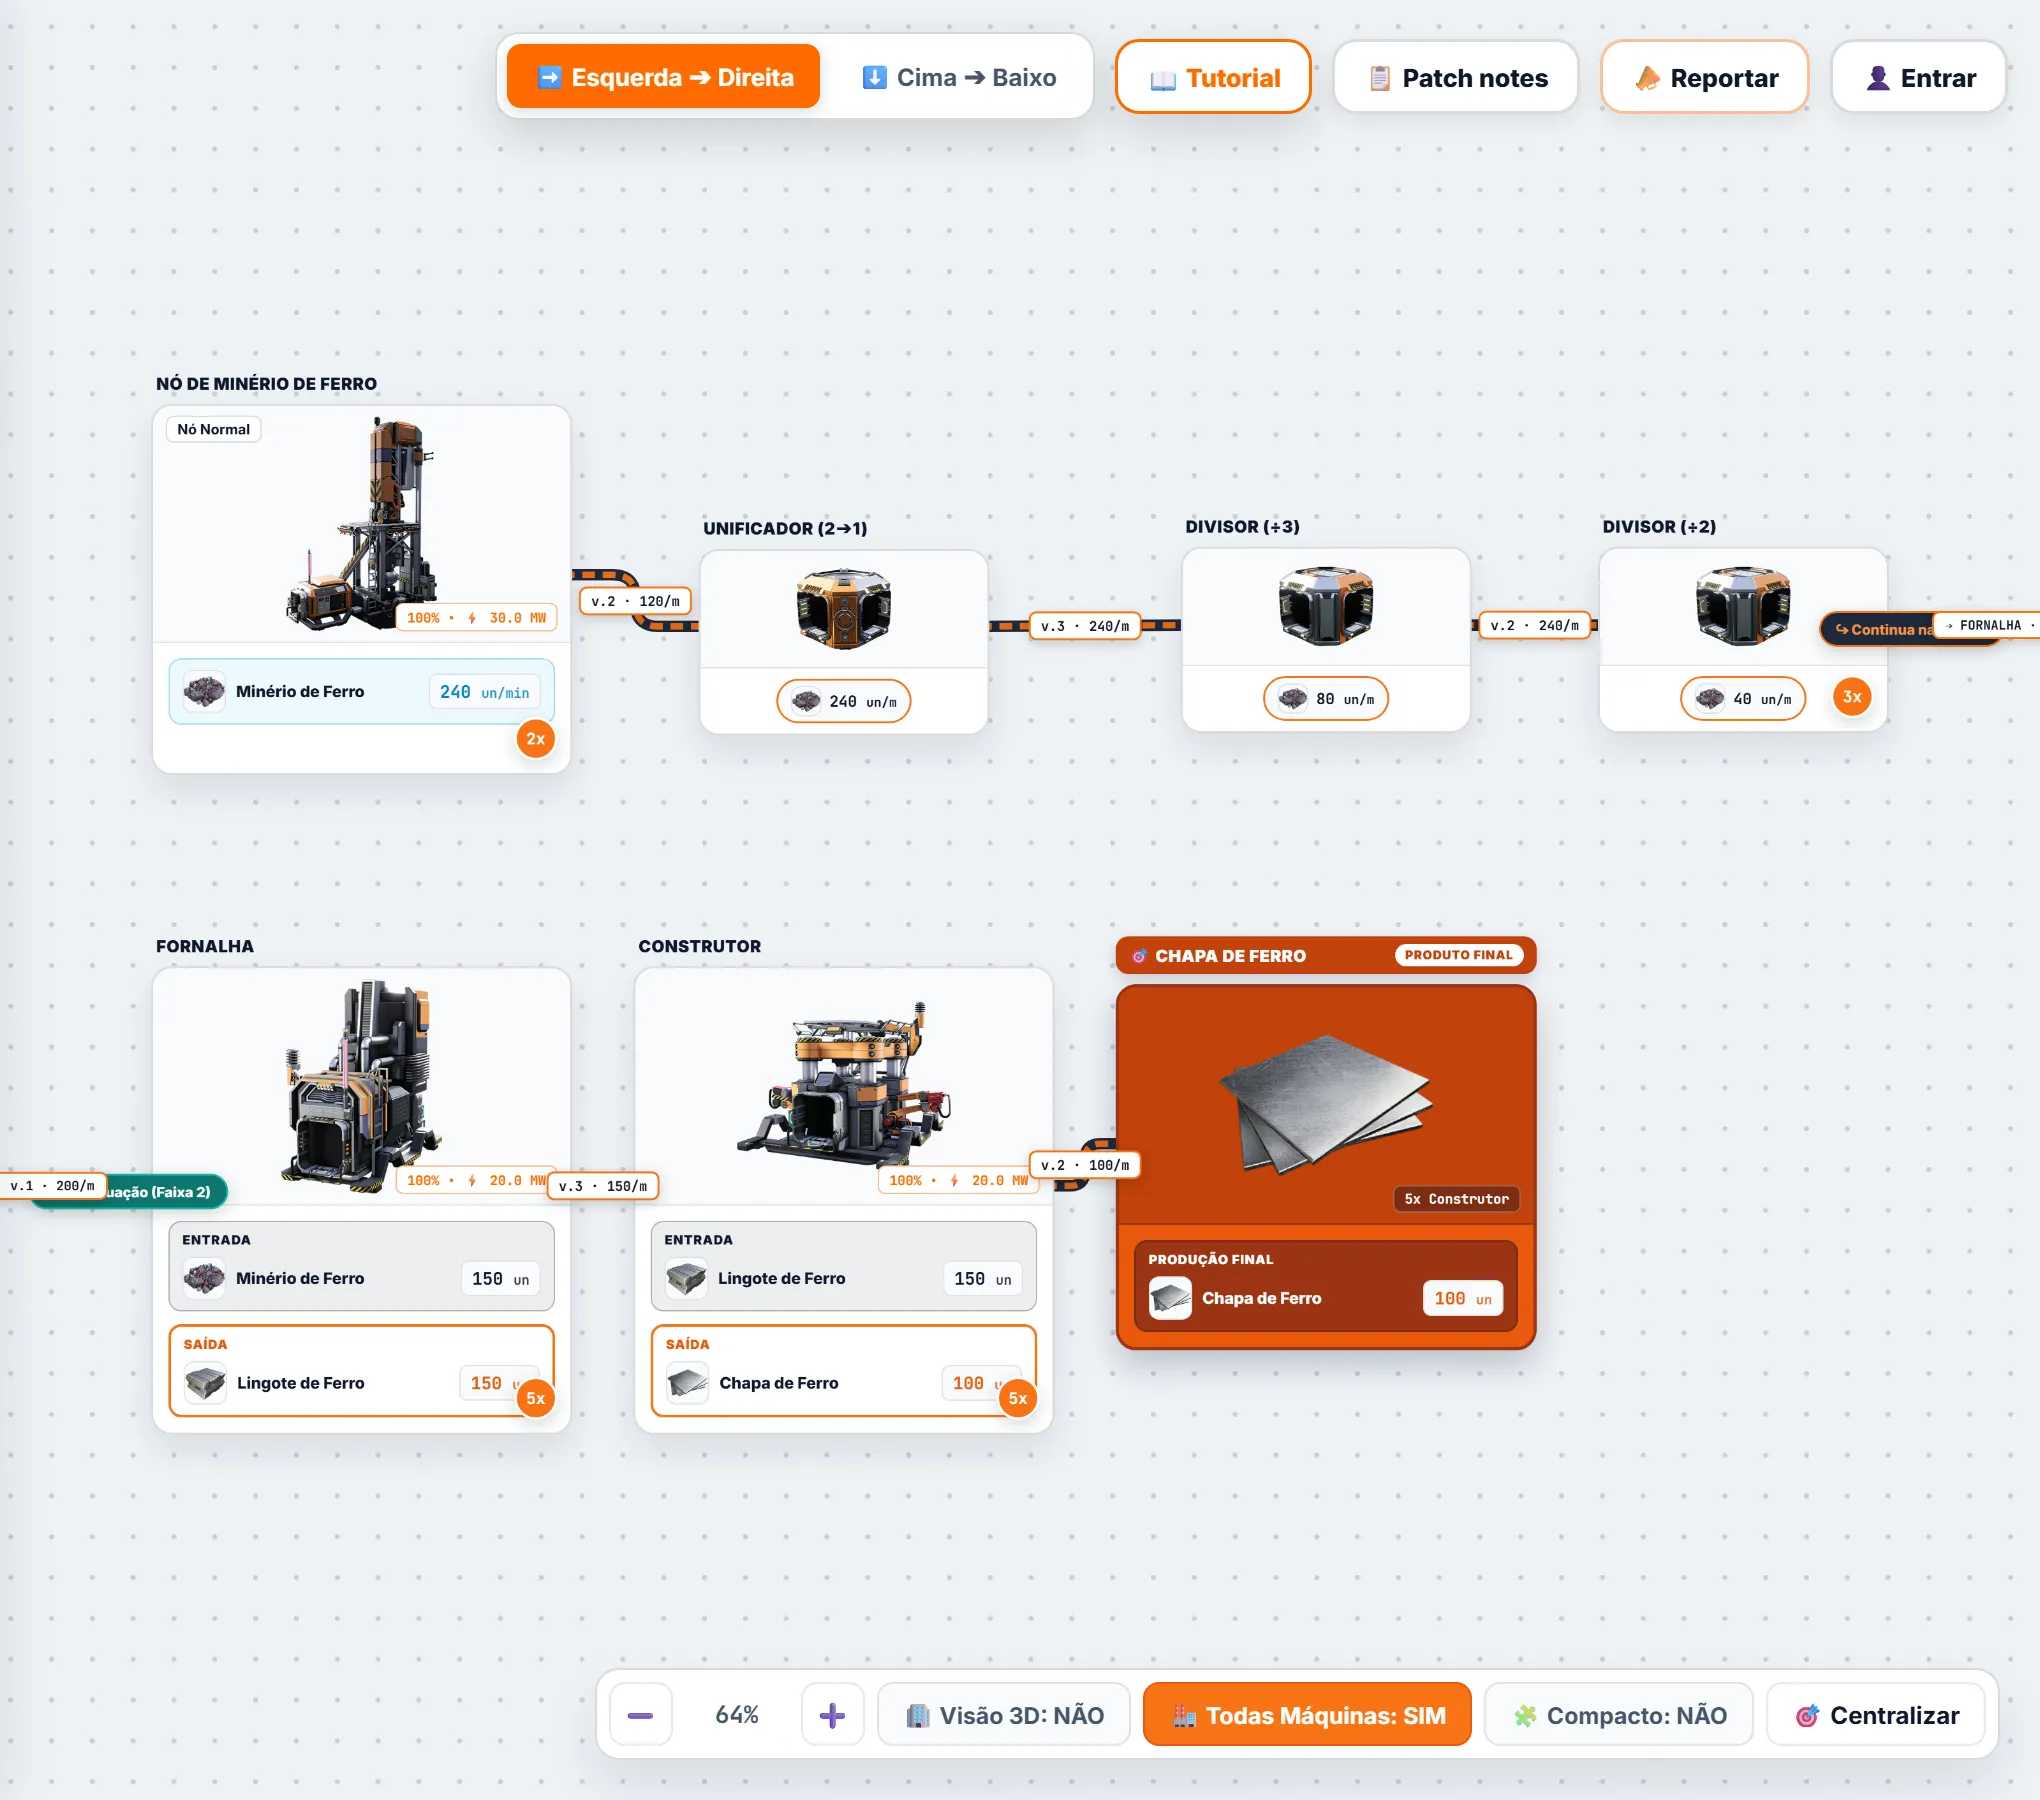 ➡️ Esquerda ➔ Direita
⬇️ Cima ➔ Baixo
📖 Tutorial
📋 Patch notes
📣 Reportar
👤 Entrar
NÓ DE MINÉRIO DE FERRO
Nó Normal
100% • ⚡ 30.0 MW
Minério de Ferro
240 un/min
2x
v.2 · 120/m
UNIFICADOR (2➔1)
240 un/m
v.3 · 240/m
DIVISOR (÷3)
80 un/m
v.2 · 240/m
DIVISOR (÷2)
40 un/m
3x
↪ Continua na
→ FORNALHA ·
v.1 · 200/m
uação (Faixa 2)
FORNALHA
100% • ⚡ 20.0 MW
ENTRADA
Minério de Ferro
150 un
SAÍDA
Lingote de Ferro
150
5x
v.3 · 150/m
CONSTRUTOR
100% • ⚡ 20.0 MW
ENTRADA
Lingote de Ferro
150 un
SAÍDA
Chapa de Ferro
100
5x
v.2 · 100/m
🎯 CHAPA DE FERRO
PRODUTO FINAL
5x Construtor
PRODUÇÃO FINAL
Chapa de Ferro
100 un
− 64% +
🏢 Visão 3D: NÃO
🏭 Todas Máquinas: SIM
🧩 Compacto: NÃO
🎯 Centralizar